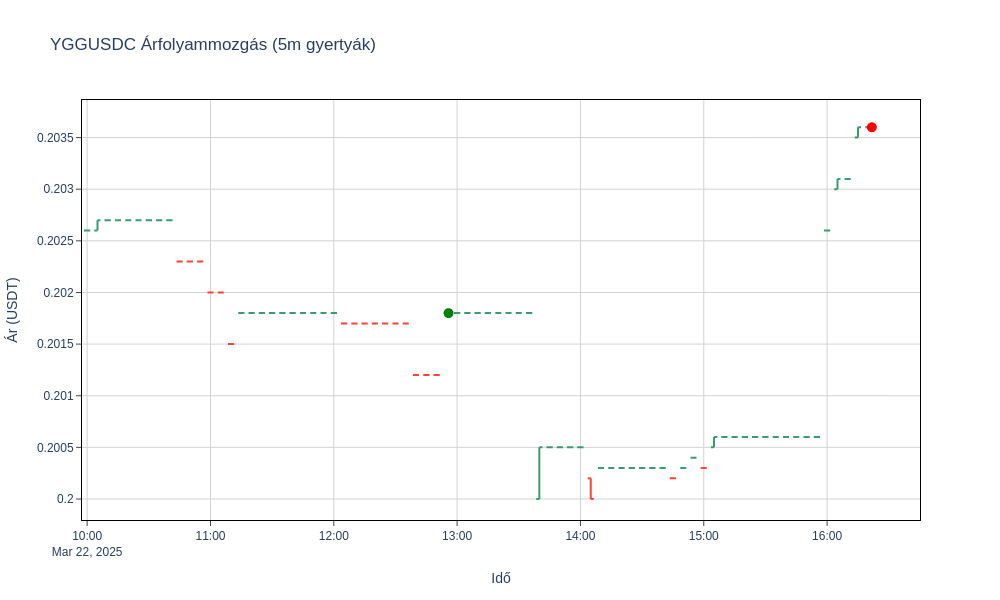 YGGUSDC Árfolyammozgás (5m gyertyák)
0.2035
0.203
0.2025
0.202
0.2015
0.201
0.2005
0.2
Ár (USDT)
10:00 11:00 12:00 13:00 14:00 15:00 16:00
Mar 22, 2025
Idő